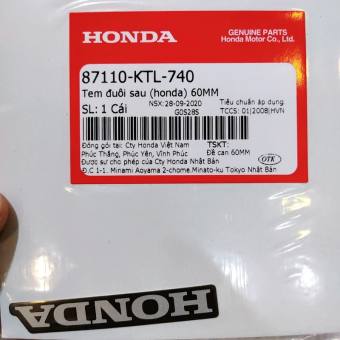 HONDA
GENUINE PARTS
Honda Motor Co., Ltd.
87110-KTL-740
Tem đuôi sau (honda) 60MM
SL: 1 Cái
NSX:28-09-2020
G0S28S
Tiêu chuẩn áp dụng
TCCS: 01|2008|HVN
Đóng gói tại: Cty Honda Việt Nam
Phúc Thắng, Phúc Yên, Vĩnh Phúc
Được sự cho phép của Cty Honda Nhật Bản
Đ.C 1-1. Minami Aoyama 2-chome.Minato-ku Tokyo Nhật Bản
TSKT:
Đề can 60MM
OTK
HONDA